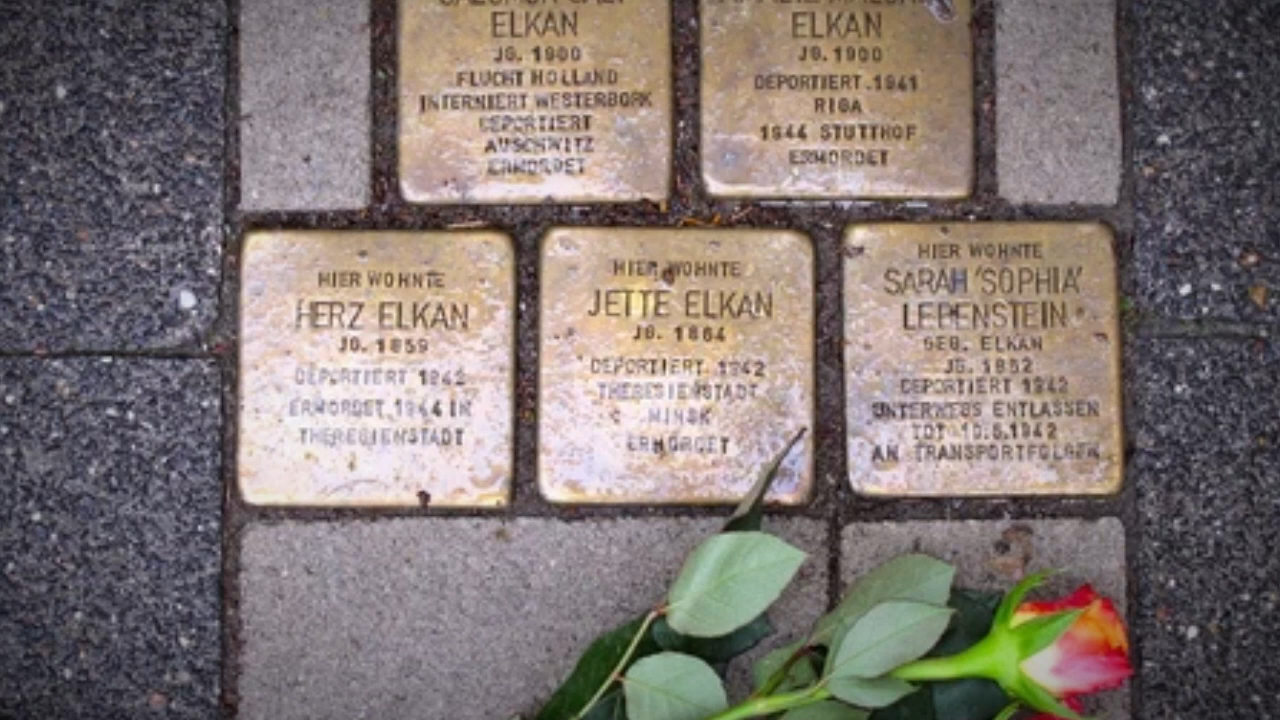 ELKAN
JG. 1900
FLUCHT HOLLAND
INTERNIERT WESTERBORK
DEPORTIERT
AUSCHWITZ
ERMORDET
ELKAN
JG. 1900
DEPORTIERT 1941
RIGA
1944 STUTTHOF
ERMORDET
HIER WOHNTE
HERZ ELKAN
JG. 1859
DEPORTIERT 1942
ERMORDET 1944 IN
THERESIENSTADT
HIER WOHNTE
JETTE ELKAN
JG. 1864
DEPORTIERT 1942
THERESIENSTADT
MINSK
ERMORDET
HIER WOHNTE
SARAH 'SOPHIA'
LEBENSTEIN
GEB. ELKAN
JG. 1862
DEPORTIERT 1942
UNTERWEGS ENTLASSEN
TOT 10.8.1942
AN TRANSPORTFOLGEN